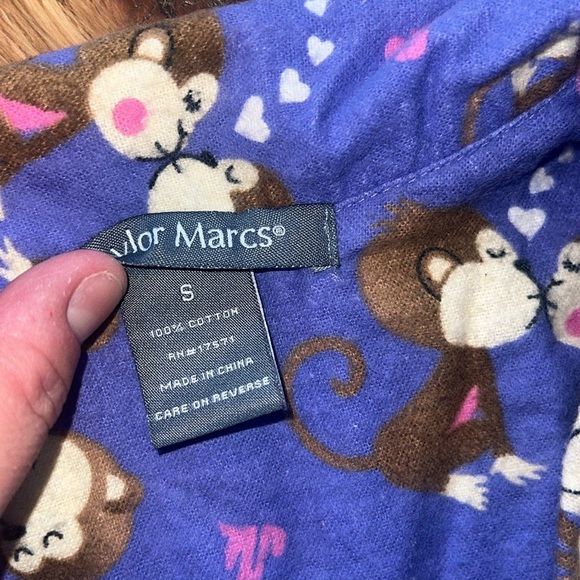 Marcs®
S
100% COTTON
RN#17571
MADE IN CHINA
CARE ON REVERSE